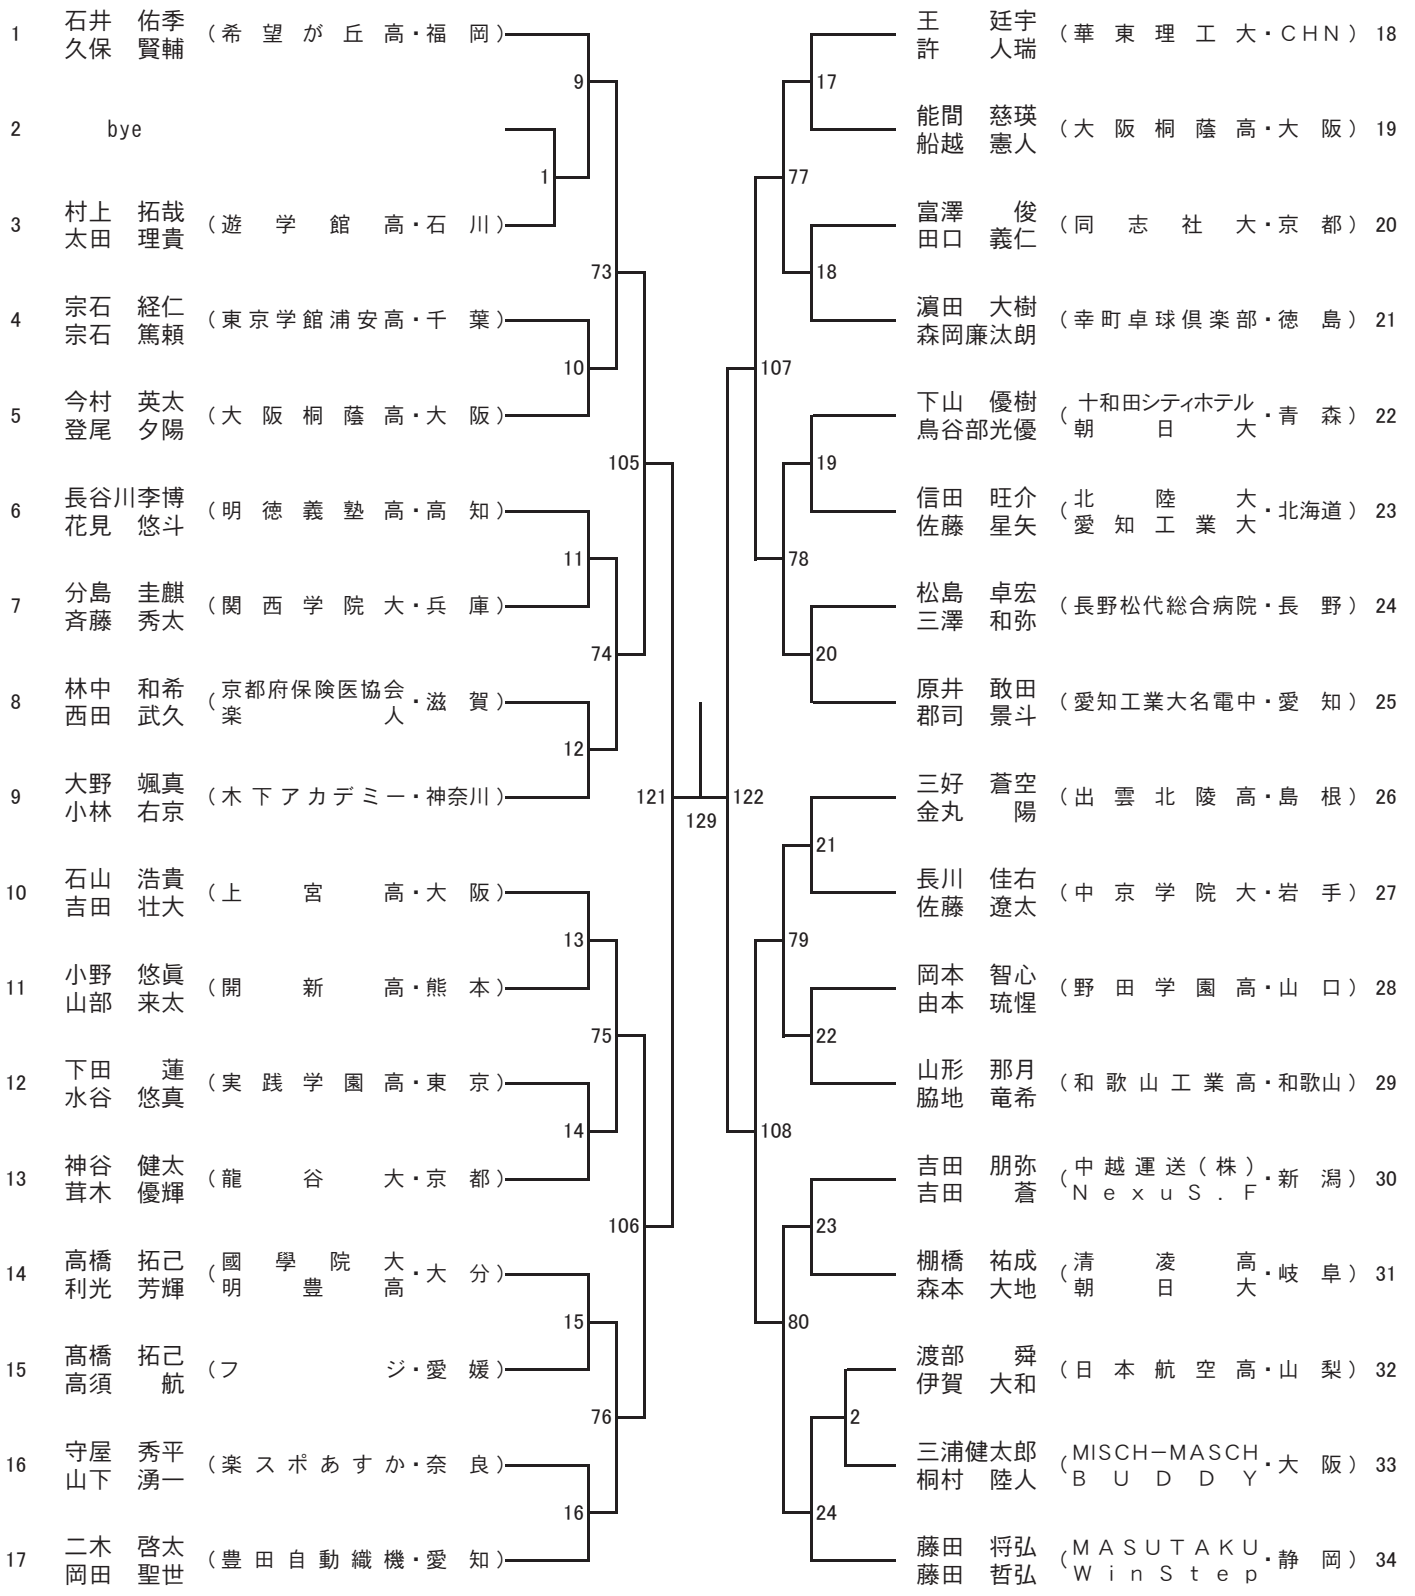 1 石井 佑季 久保 賢輔 (希望が丘高・福岡)
2 bye
3 村上 拓哉 太田 理貴 (遊学館高・石川)
4 宗石 経仁 宗石 篤頼 (東京学館浦安高・千葉)
5 今村 英太 登尾 夕陽 (大阪桐蔭高・大阪)
6 長谷川李博 花見 悠斗 (明徳義塾高・高知)
7 分島 圭麒 斉藤 秀太 (関西学院大・兵庫)
8 林中 和希 西田 武久 (京都府保険医協会 楽人・滋賀)
9 大野 颯真 小林 右京 (木下アカデミー・神奈川)
10 石山 浩貴 吉田 壮大 (上宮高・大阪)
11 小野 悠眞 山部 来太 (開新高・熊本)
12 下田 蓮 水谷 悠真 (実践学園高・東京)
13 神谷 健太 茸木 優輝 (龍谷大・京都)
14 高橋 拓己 利光 芳輝 (國學院大 明豊高・大分)
15 髙橋 拓己 高須 航 (フジ・愛媛)
16 守屋 秀平 山下 湧一 (楽スポあすか・奈良)
17 二木 啓太 岡田 聖世 (豊田自動織機・愛知)
9
1
73
10
105
11
74
12
121
13
75
14
106
15
76
16
129
122
17
77
18
107
19
78
20
21
79
22
108
23
80
2
24
王 廷宇 許 人瑞 (華東理工大・CHN) 18
能間 慈瑛 船越 憲人 (大阪桐蔭高・大阪) 19
富澤 俊 田口 義仁 (同志社大・京都) 20
濵田 大樹 森岡廉汰朗 (幸町卓球倶楽部・徳島) 21
下山 優樹 鳥谷部光優 (十和田シティホテル 朝日大・青森) 22
信田 旺介 佐藤 星矢 (北陸大 愛知工業大・北海道) 23
松島 卓宏 三澤 和弥 (長野松代総合病院・長野) 24
原井 敢田 郡司 景斗 (愛知工業大名電中・愛知) 25
三好 蒼空 金丸 陽 (出雲北陵高・島根) 26
長川 佳右 佐藤 遼太 (中京学院大・岩手) 27
岡本 智心 由本 琉惺 (野田学園高・山口) 28
山形 那月 脇地 竜希 (和歌山工業高・和歌山) 29
吉田 朋弥 吉田 蒼 (中越運送(株) NexuS.F・新潟) 30
棚橋 祐成 森本 大地 (清凌高 朝日大・岐阜) 31
渡部 舜 伊賀 大和 (日本航空高・山梨) 32
三浦健太郎 桐村 陸人 (MISCH−MASCH BUDDY・大阪) 33
藤田 将弘 藤田 哲弘 (MASUTAKU WinStep・静岡) 34